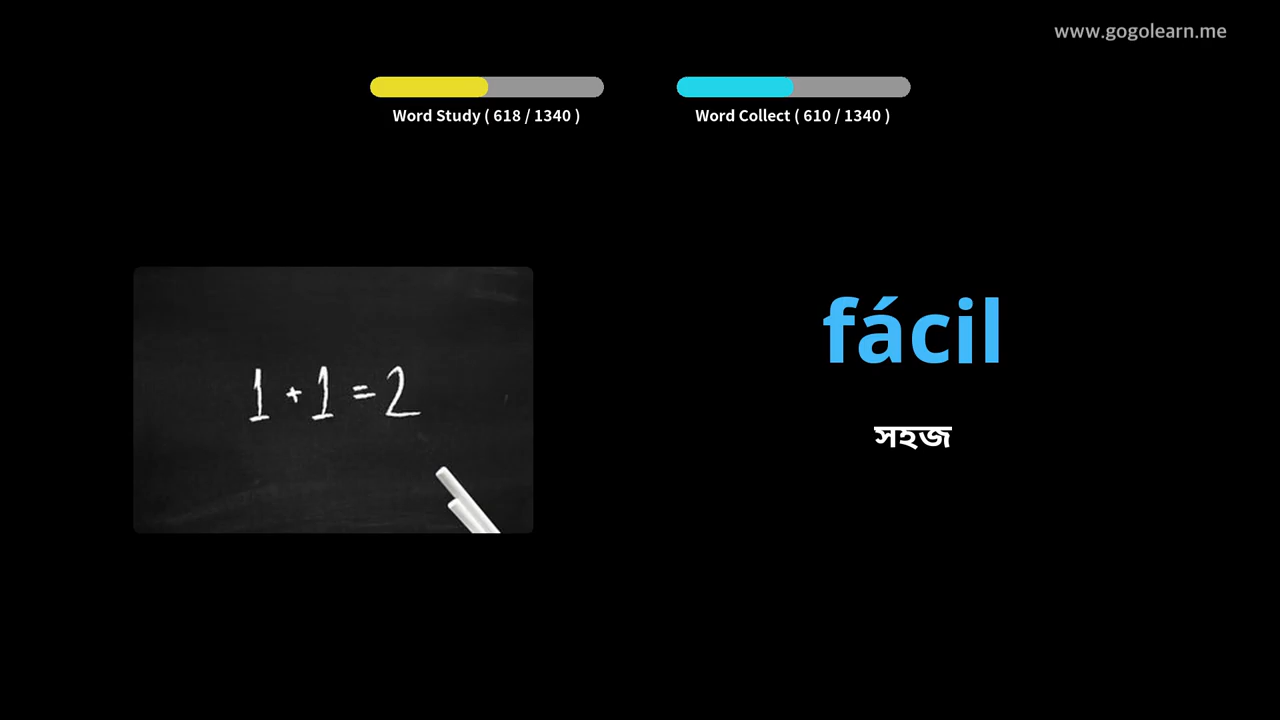 www.gogolearn.me
Word Study ( 618 / 1340 )
Word Collect ( 610 / 1340 )
1 + 1 = 2
fácil
সহজ